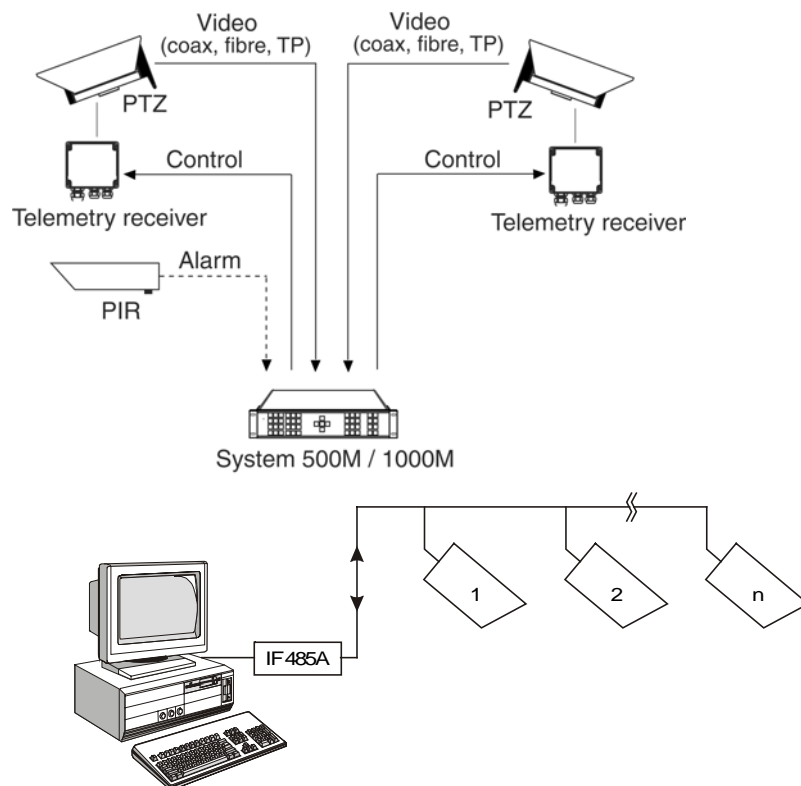 Video
(coax, fibre, TP)
Video
(coax, fibre, TP)
PTZ
PTZ
Control
Control
Telemetry receiver
Telemetry receiver
Alarm
PIR
System 500M / 1000M
1
2
n
IF485A